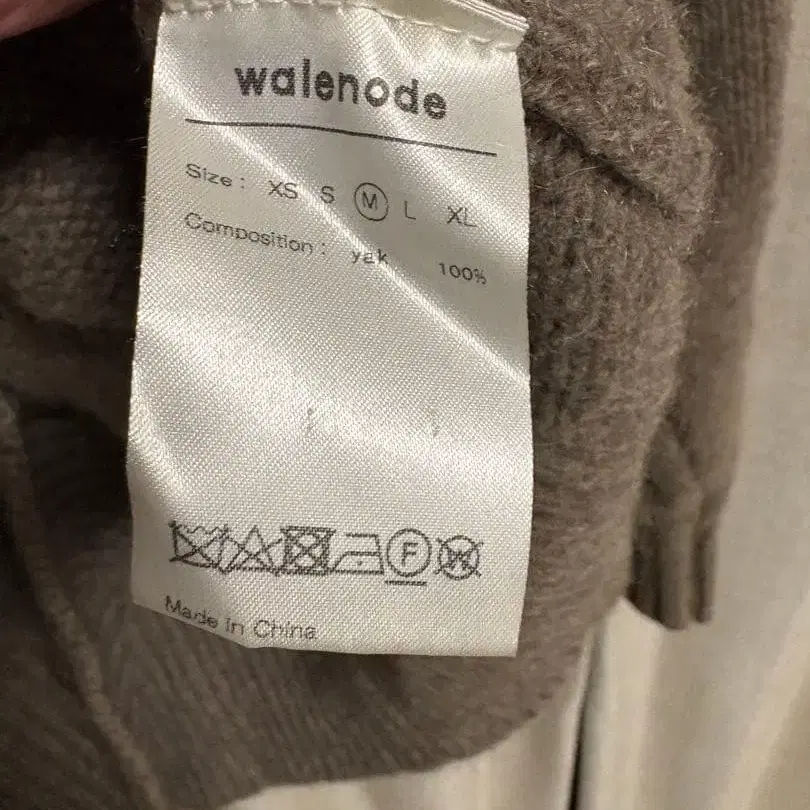 walenode
Size : XS S M L XL
Composition : yak 100%
F W
Made in China